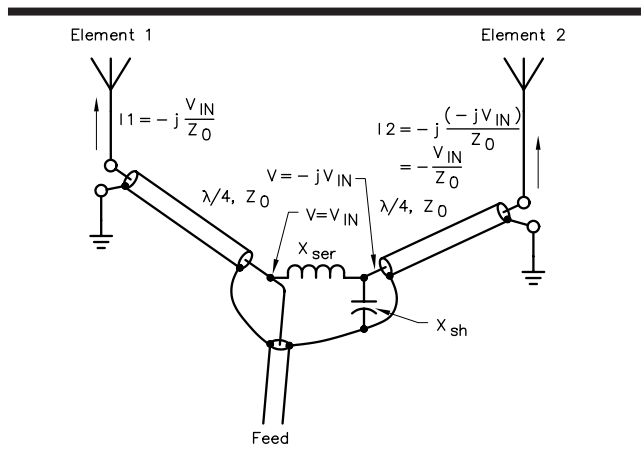 Element 1
Element 2
I1 = -j V_IN / Z_0
I2 = -j (-jV_IN) / Z_0
= - V_IN / Z_0
V = -jV_IN
λ/4, Z_0
λ/4, Z_0
V=V_IN
X_ser
X_sh
Feed